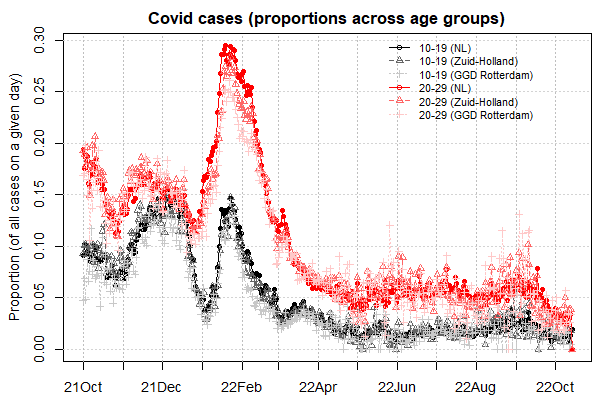 Covid cases (proportions across age groups)
Proportion (of all cases on a given day)
0.30
0.25
0.20
0.15
0.10
0.05
0.00
10-19 (NL)
10-19 (Zuid-Holland)
10-19 (GGD Rotterdam)
20-29 (NL)
20-29 (Zuid-Holland)
20-29 (GGD Rotterdam)
21Oct 21Dec 22Feb 22Apr 22Jun 22Aug 22Oct